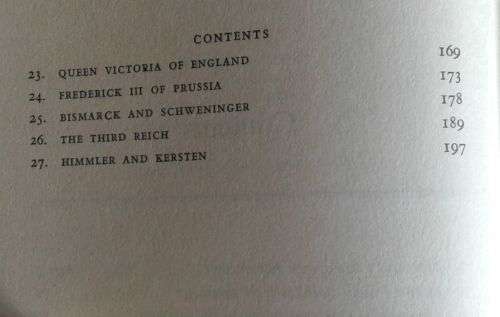 CONTENTS
23. QUEEN VICTORIA OF ENGLAND 169
24. FREDERICK III OF PRUSSIA 173
25. BISMARCK AND SCHWENINGER 178
26. THE THIRD REICH 189
27. HIMMLER AND KERSTEN 197